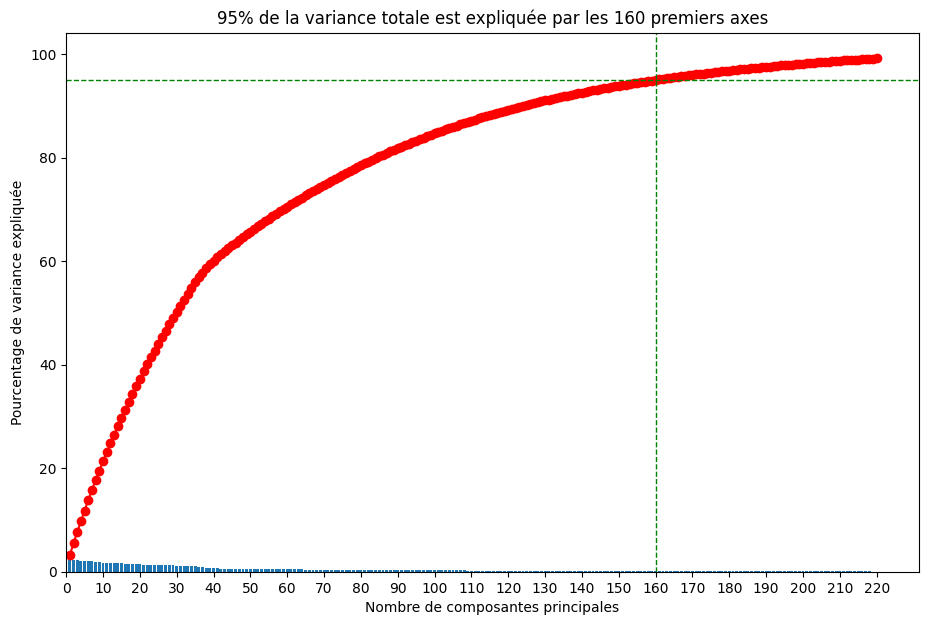 95% de la variance totale est expliquée par les 160 premiers axes
100
80
60
40
20
0
Pourcentage de variance expliquée
0 10 20 30 40 50 60 70 80 90 100 110 120 130 140 150 160 170 180 190 200 210 220
Nombre de composantes principales